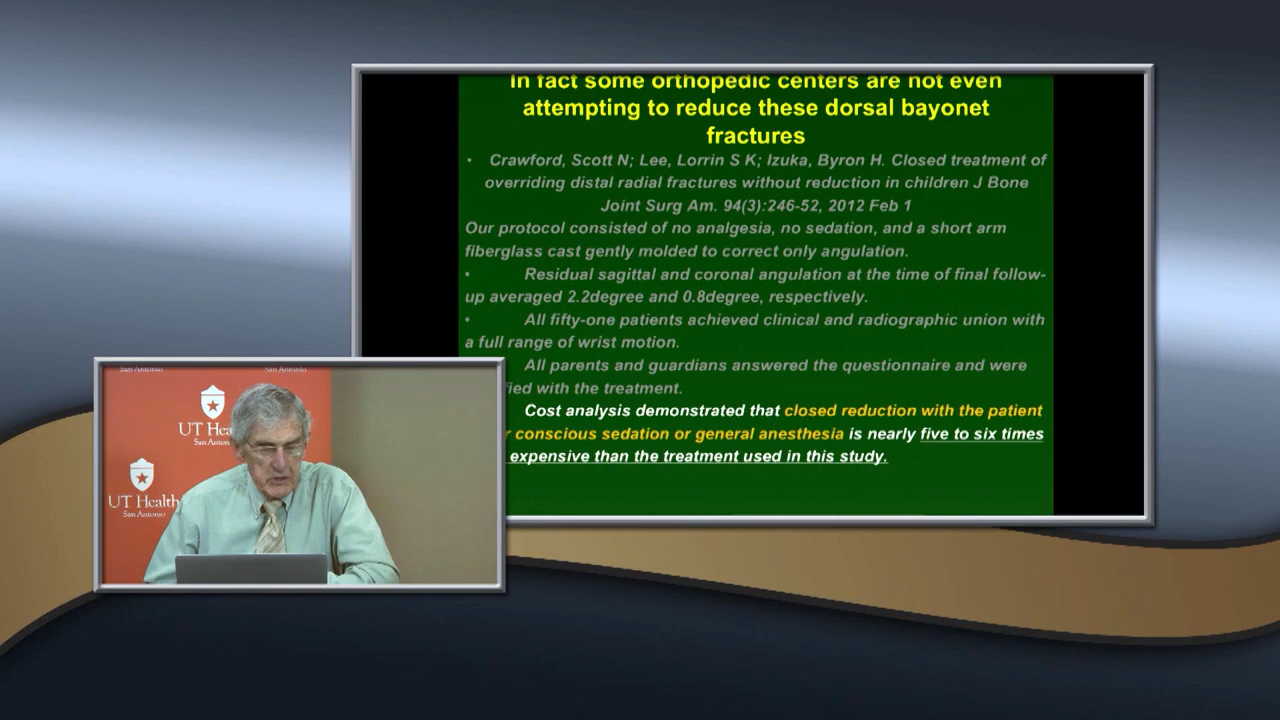 In fact some orthopedic centers are not even
attempting to reduce these dorsal bayonet
fractures
• Crawford, Scott N; Lee, Lorrin S K; Izuka, Byron H. Closed treatment of
overriding distal radial fractures without reduction in children J Bone
Joint Surg Am. 94(3):246-52, 2012 Feb 1
Our protocol consisted of no analgesia, no sedation, and a short arm
fiberglass cast gently molded to correct only angulation.
• Residual sagittal and coronal angulation at the time of final follow-
up averaged 2.2degree and 0.8degree, respectively.
• All fifty-one patients achieved clinical and radiographic union with
a full range of wrist motion.
All parents and guardians answered the questionnaire and were
fied with the treatment.
Cost analysis demonstrated that closed reduction with the patient
r conscious sedation or general anesthesia is nearly five to six times
expensive than the treatment used in this study.
San Antonio
San Antonio
UT Hea
San Anto
UT Health
San Antonio